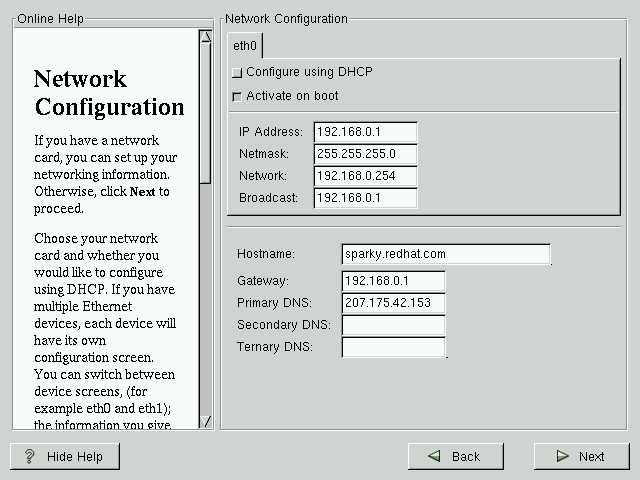 Online Help
Network
Configuration
If you have a network
card, you can set up your
networking information.
Otherwise, click Next to
proceed.
Choose your network
card and whether you
would like to configure
using DHCP. If you have
multiple Ethernet
devices, each device will
have its own
configuration screen.
You can switch between
device screens, (for
example eth0 and eth1);
the information you give
Network Configuration
eth0
Configure using DHCP
Activate on boot
IP Address: 192.168.0.1
Netmask: 255.255.255.0
Network: 192.168.0.254
Broadcast: 192.168.0.1
Hostname: sparky.redhat.com
Gateway: 192.168.0.1
Primary DNS: 207.175.42.153
Secondary DNS:
Ternary DNS:
? Hide Help
Back
Next